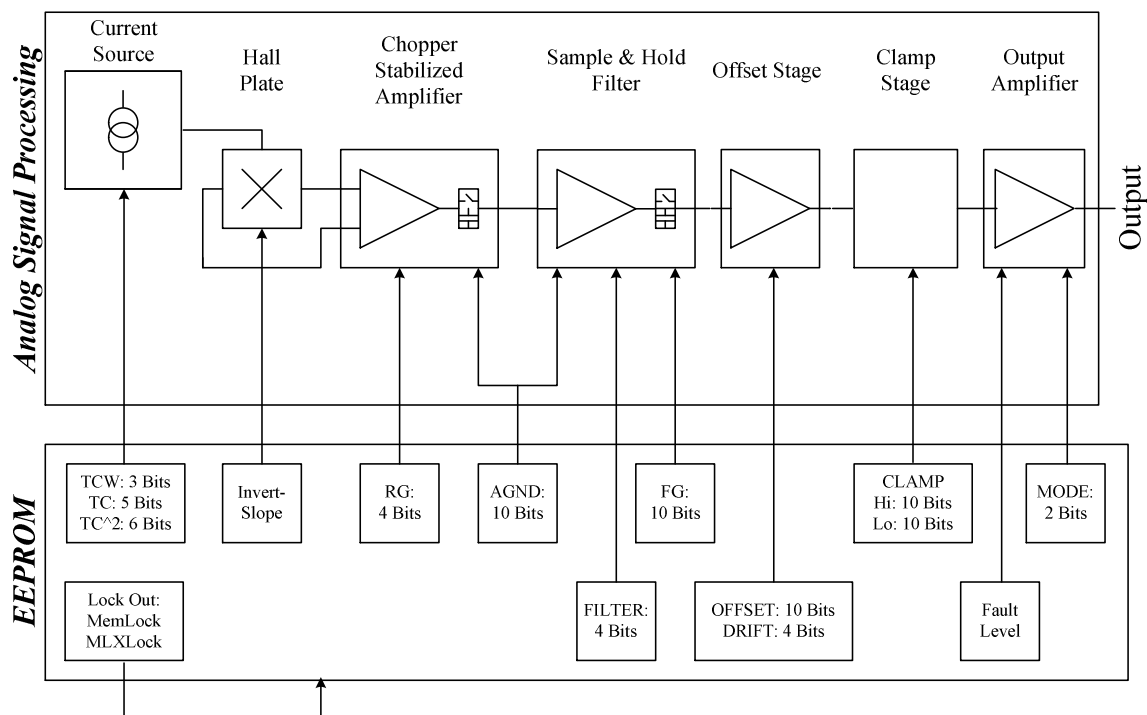 Analog Signal Processing
Current
Source
Hall
Plate
Chopper
Stabilized
Amplifier
Sample & Hold
Filter
Offset Stage
Clamp
Stage
Output
Amplifier
Output
EEPROM
TCW: 3 Bits
TC: 5 Bits
TC^2: 6 Bits
Invert-
Slope
RG:
4 Bits
AGND:
10 Bits
FG:
10 Bits
CLAMP
Hi: 10 Bits
Lo: 10 Bits
MODE:
2 Bits
Lock Out:
MemLock
MLXLock
FILTER:
4 Bits
OFFSET: 10 Bits
DRIFT: 4 Bits
Fault
Level